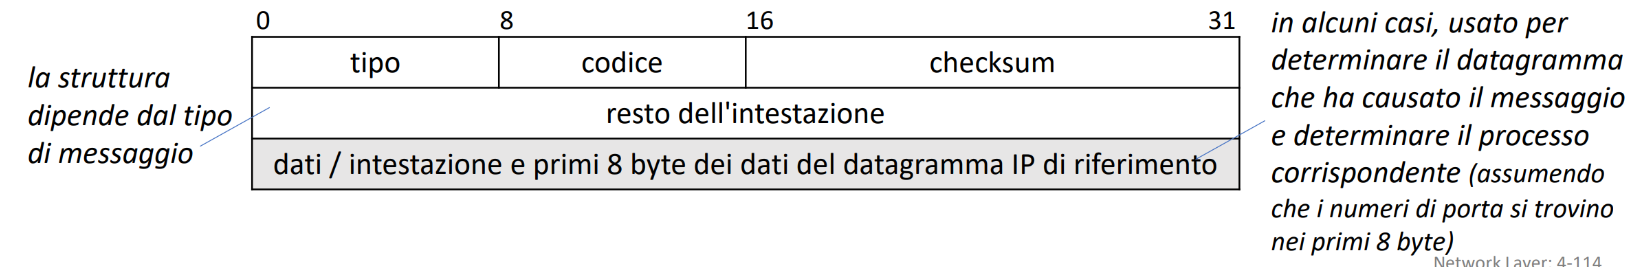 0 8 16 31
la struttura
dipende dal tipo
di messaggio
tipo codice checksum
resto dell'intestazione
dati / intestazione e primi 8 byte dei dati del datagramma IP di riferimento
in alcuni casi, usato per
determinare il datagramma
che ha causato il messaggio
e determinare il processo
corrispondente (assumendo
che i numeri di porta si trovino
nei primi 8 byte)
Network Layer: 4-114